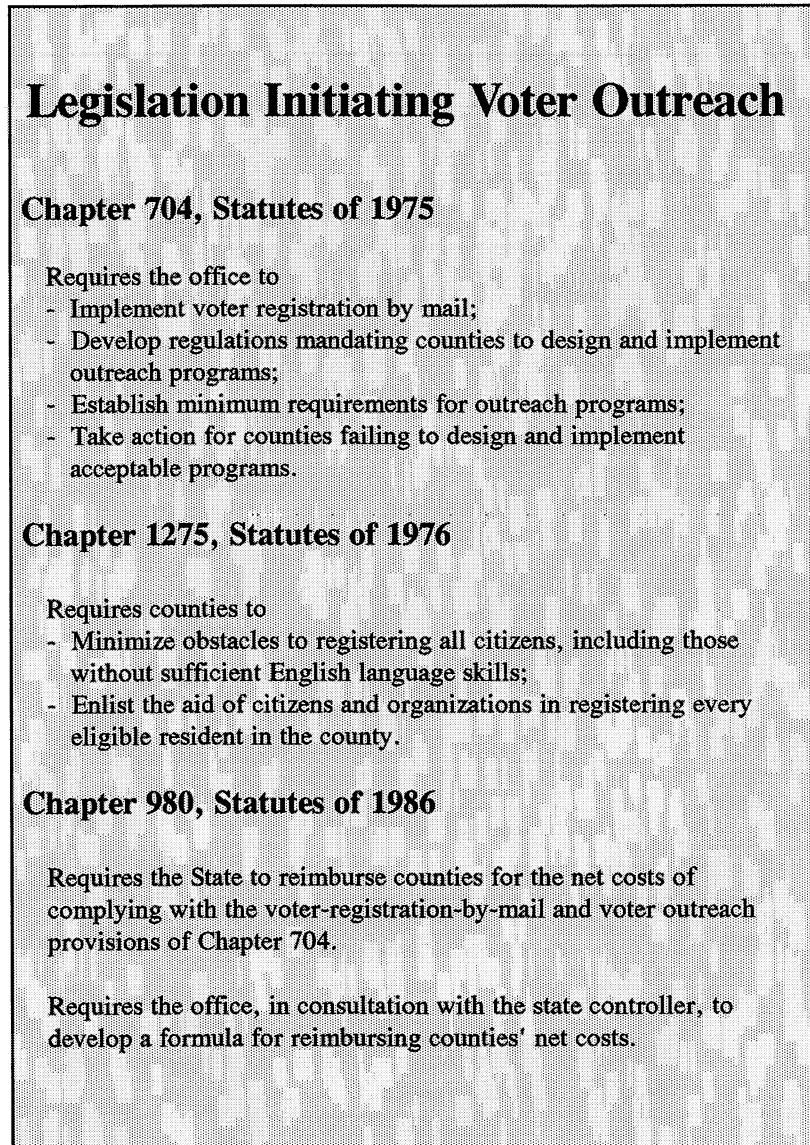 Legislation Initiating Voter Outreach
Chapter 704, Statutes of 1975
Requires the office to
- Implement voter registration by mail;
- Develop regulations mandating counties to design and implement
outreach programs;
- Establish minimum requirements for outreach programs;
- Take action for counties failing to design and implement
acceptable programs.
Chapter 1275, Statutes of 1976
Requires counties to
- Minimize obstacles to registering all citizens, including those
without sufficient English language skills;
- Enlist the aid of citizens and organizations in registering every
eligible resident in the county.
Chapter 980, Statutes of 1986
Requires the State to reimburse counties for the net costs of
complying with the voter-registration-by-mail and voter outreach
provisions of Chapter 704.
Requires the office, in consultation with the state controller, to
develop a formula for reimbursing counties' net costs.